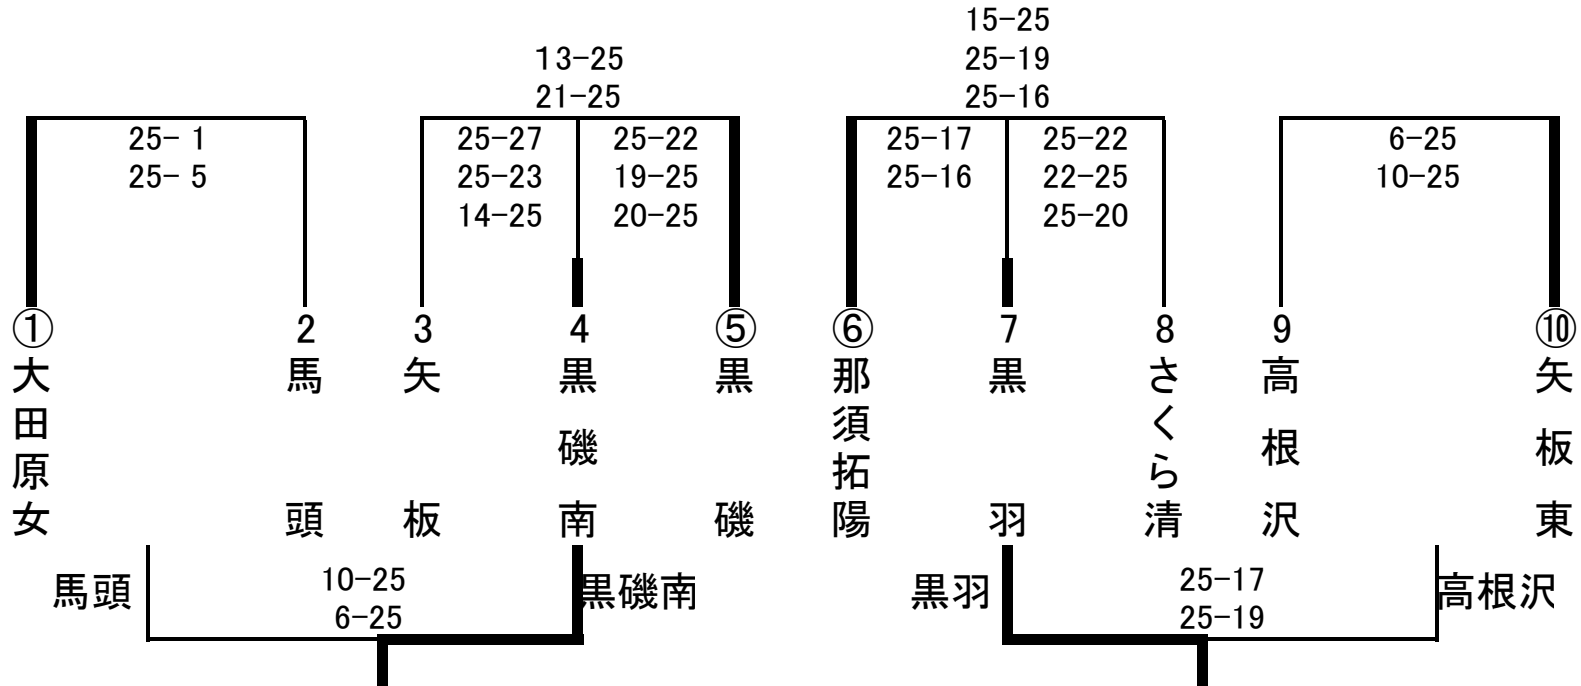 15-25
13-25 25-19
21-25 25-16
25- 1 25-27 25-22 25-17 25-22 6-25
25- 5 25-23 19-25 25-16 22-25 10-25
14-25 20-25 25-20
① 2 3 4 ⑤ ⑥ 7 8 9 ⑩
大田原女
馬頭
矢板
黒磯南
黒磯
那須拓陽
黒羽
さくら清
高根沢
矢板東
馬頭 10-25 黒磯南 黒羽 25-17 高根沢
6-25 25-19